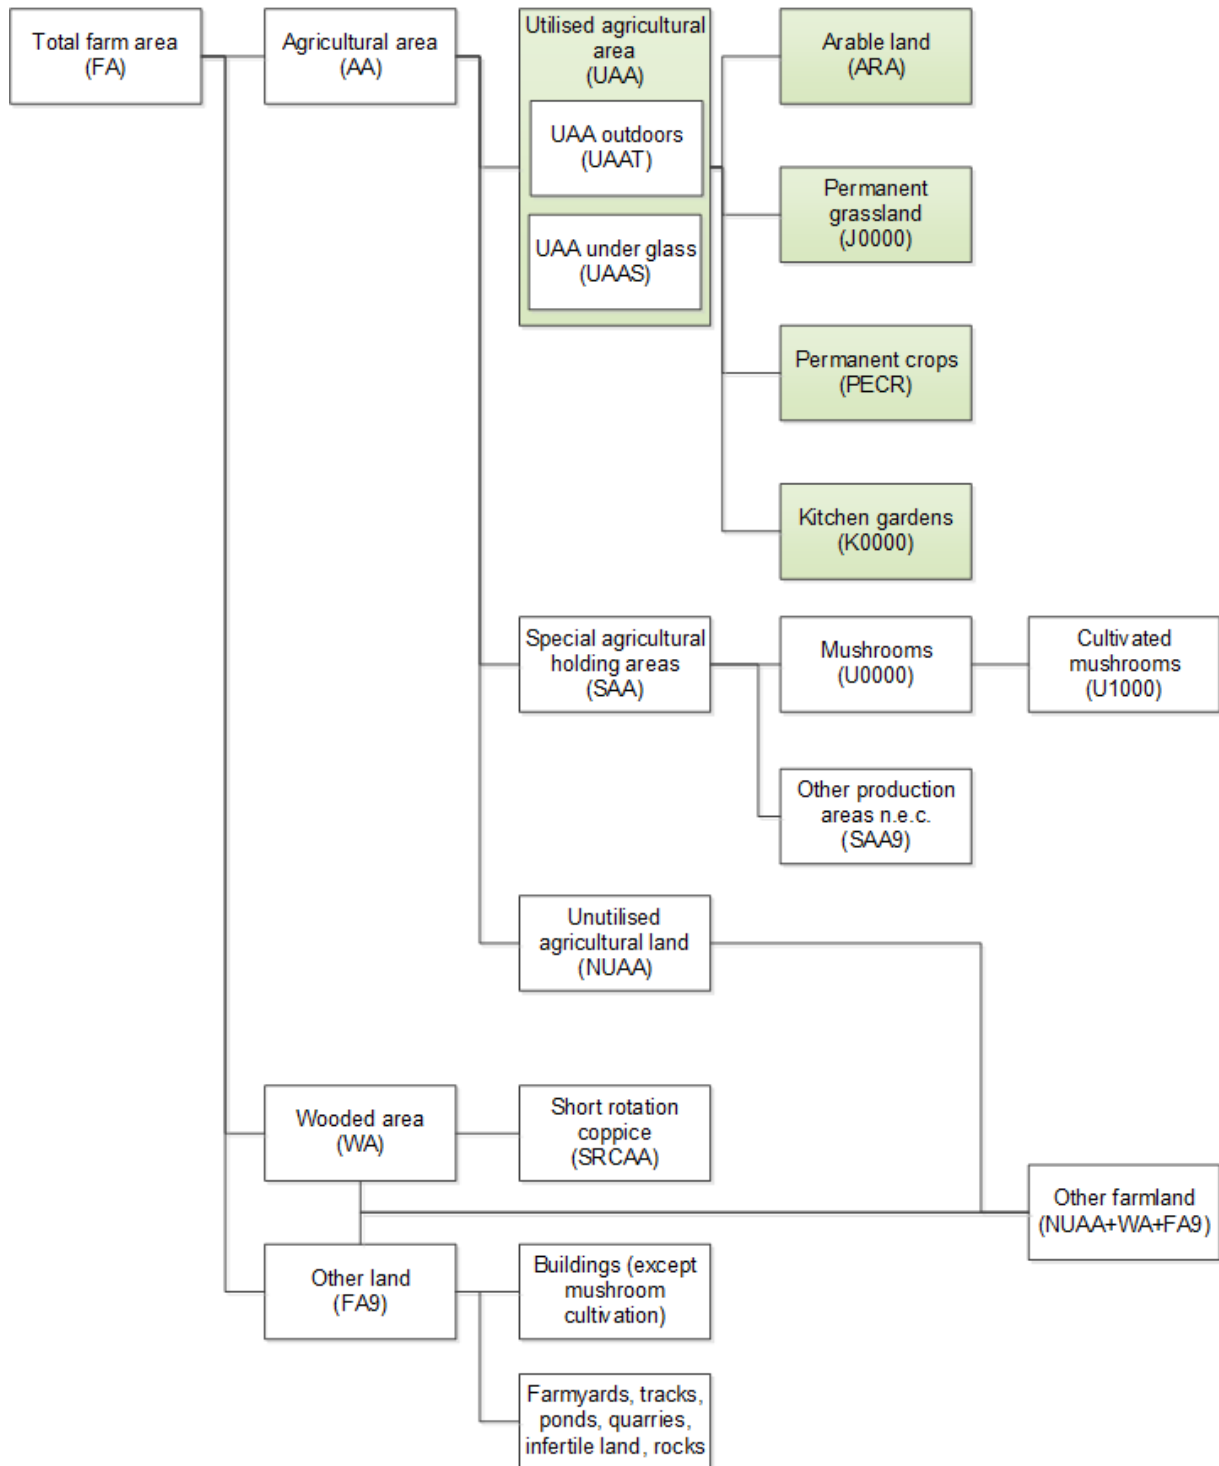 Total farm area
(FA)
Agricultural area
(AA)
Utilised agricultural
area
(UAA)
UAA outdoors
(UAAT)
UAA under glass
(UAAS)
Arable land
(ARA)
Permanent
grassland
(J0000)
Permanent crops
(PECR)
Kitchen gardens
(K0000)
Special agricultural
holding areas
(SAA)
Mushrooms
(U0000)
Cultivated
mushrooms
(U1000)
Other production
areas n.e.c.
(SAA9)
Unutilised
agricultural land
(NUAA)
Wooded area
(WA)
Short rotation
coppice
(SRCAA)
Other farmland
(NUAA+WA+FA9)
Other land
(FA9)
Buildings (except
mushroom
cultivation)
Farmyards, tracks,
ponds, quarries,
infertile land, rocks